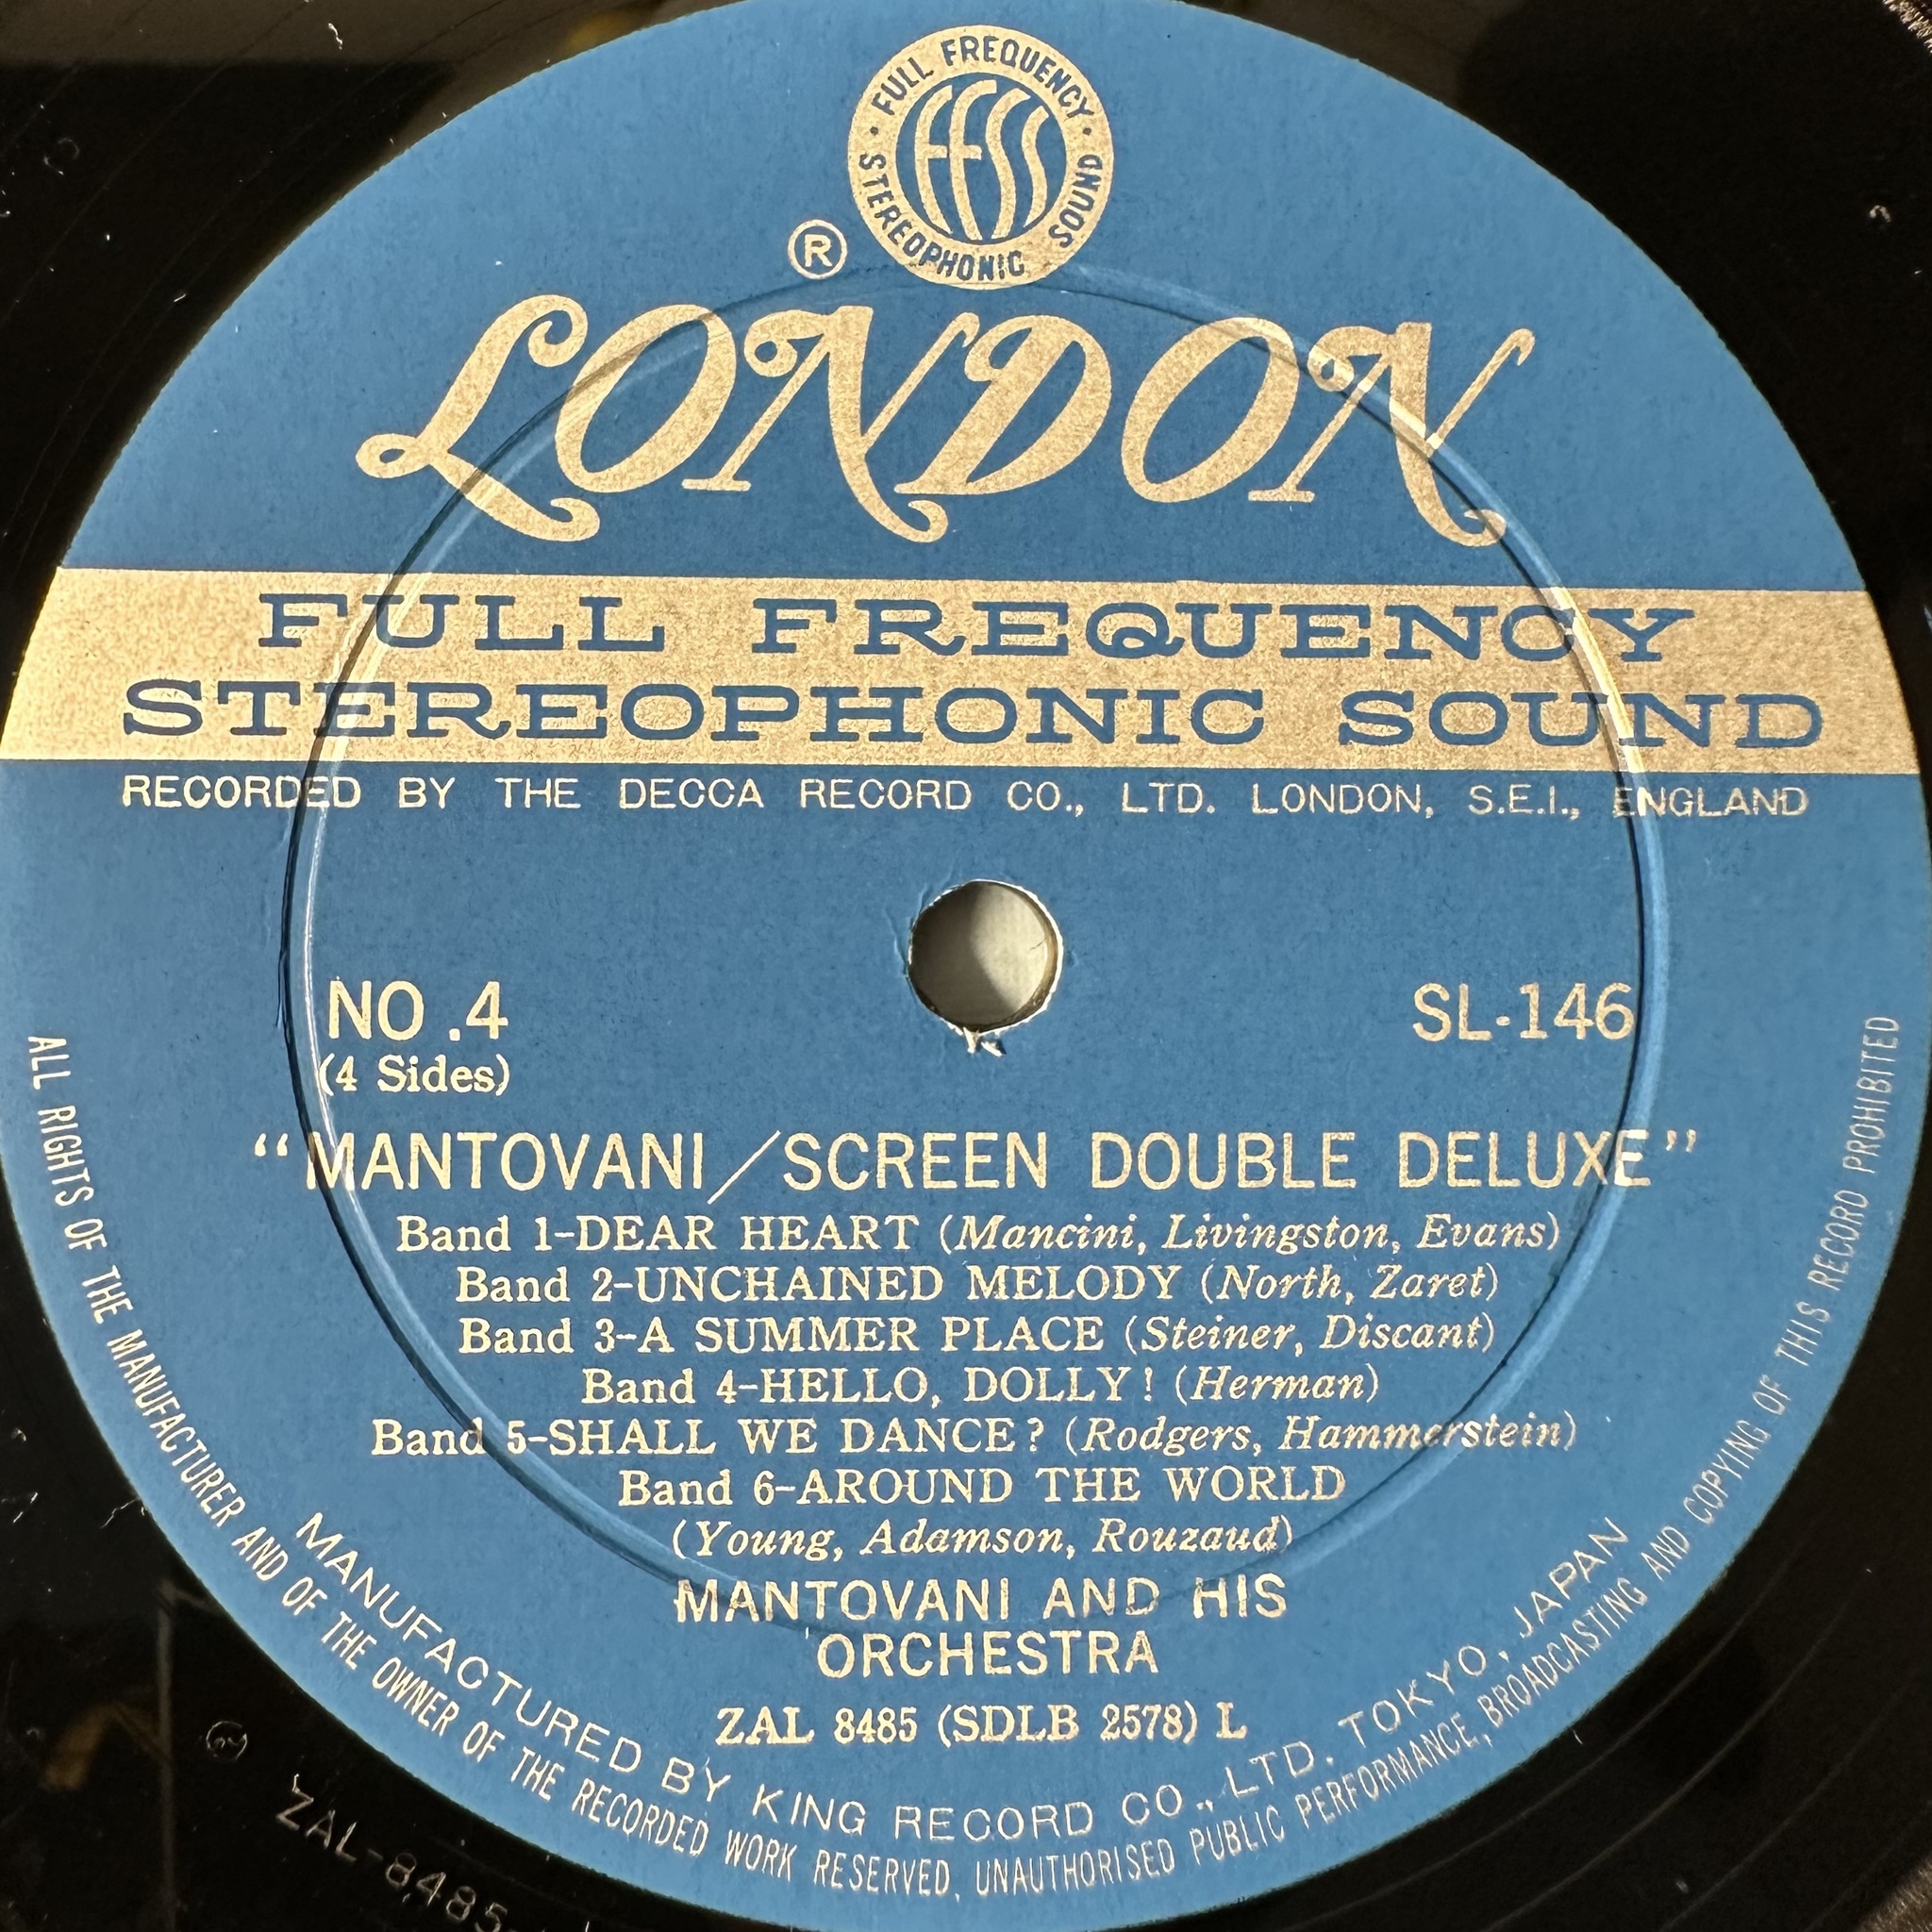 FULL FREQUENCY
STEREOPHONIC SOUND
FFSS
®
LONDON
FULL FREQUENCY
STEREOPHONIC SOUND
RECORDED BY THE DECCA RECORD CO., LTD. LONDON, S.E.I., ENGLAND
NO.4
(4 Sides)
SL-146
“MANTOVANI/SCREEN DOUBLE DELUXE”
Band 1-DEAR HEART (Mancini, Livingston, Evans)
Band 2-UNCHAINED MELODY (North, Zaret)
Band 3-A SUMMER PLACE (Steiner, Discant)
Band 4-HELLO, DOLLY! (Herman)
Band 5-SHALL WE DANCE? (Rodgers, Hammerstein)
Band 6-AROUND THE WORLD
(Young, Adamson, Rouzaud)
MANTOVANI AND HIS
ORCHESTRA
ZAL 8485 (SDLB 2578) L
MANUFACTURED BY KING RECORD CO., LTD. TOKYO, JAPAN
ALL RIGHTS OF THE MANUFACTURER AND OF THE OWNER OF THE RECORDED WORK RESERVED. UNAUTHORISED PUBLIC PERFORMANCE, BROADCASTING AND COPYING OF THIS RECORD PROHIBITED
ZAL-8485-